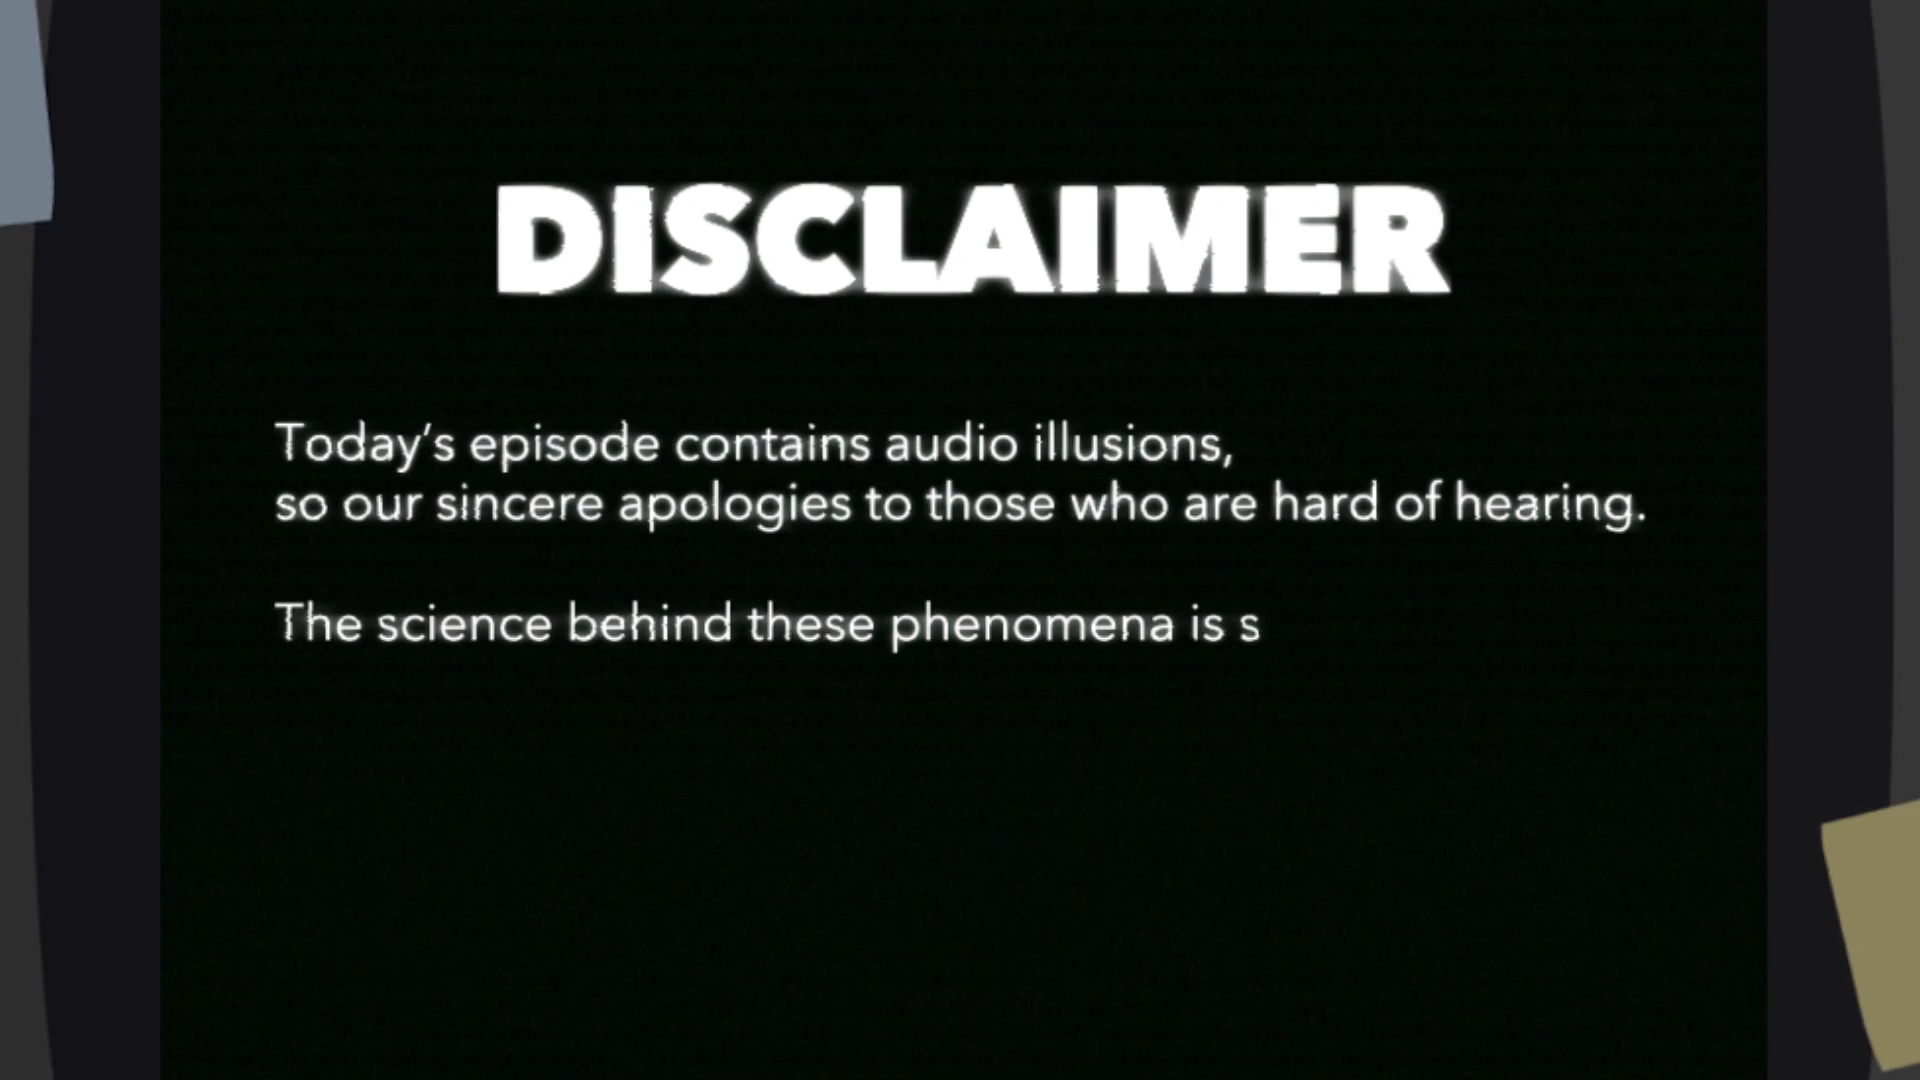 DISCLAIMER
Today's episode contains audio illusions,
so our sincere apologies to those who are hard of hearing.
The science behind these phenomena is s